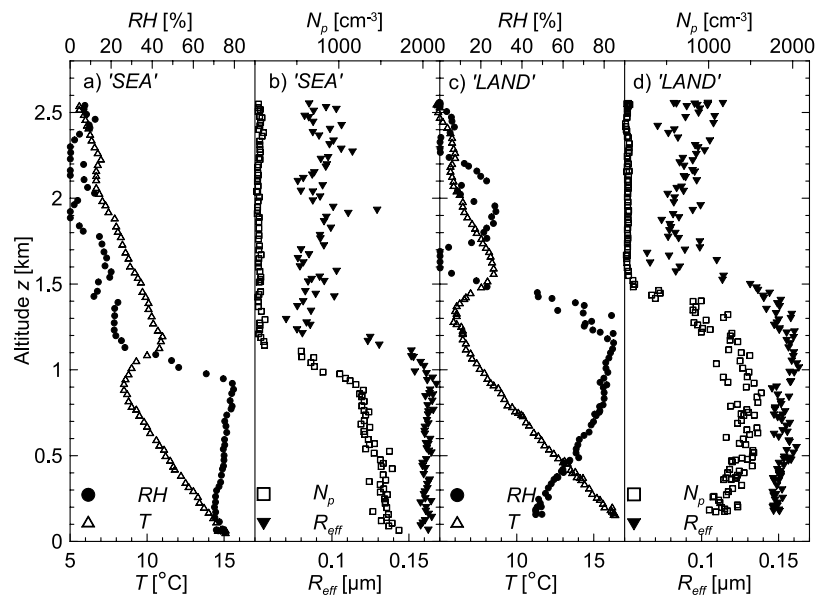 RH [%] N_p [cm-3] RH [%] N_p [cm-3]
0 20 40 60 80 1000 2000 0 20 40 60 80 1000 2000
a) 'SEA' b) 'SEA' c) 'LAND' d) 'LAND'
2.5
2
1.5
Altitude z [km]
1
0.5
RH N_p RH N_p
T R_eff T R_eff
0
5 10 15 0.1 0.15 10 15 0.1 0.15
T [°C] R_eff [µm] T [°C] R_eff [µm]